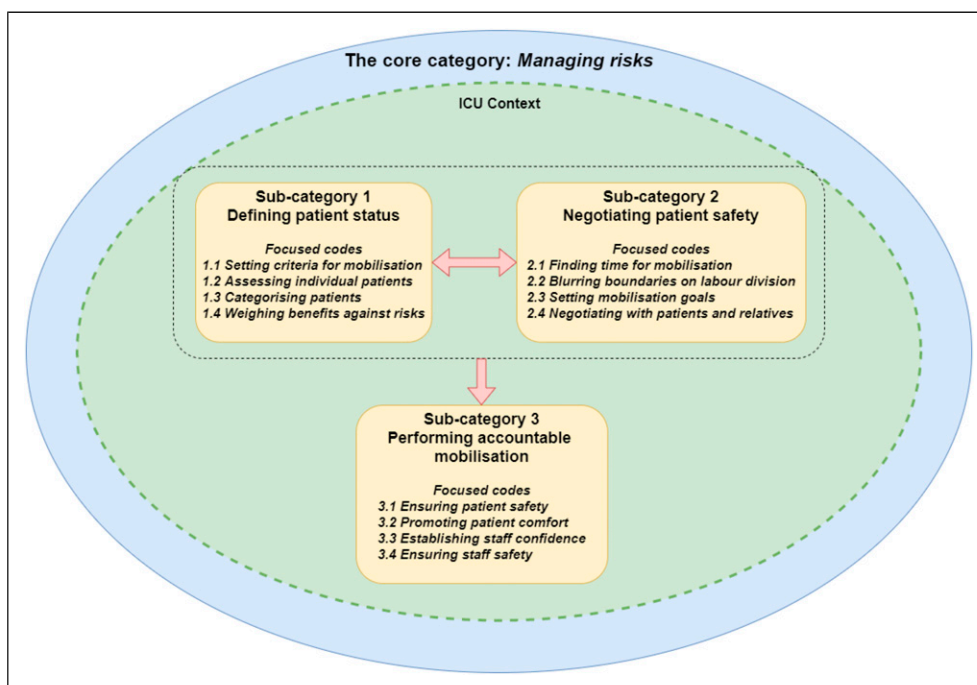 The core category: Managing risks
ICU Context
Sub-category 1
Defining patient status
Focused codes
1.1 Setting criteria for mobilisation
1.2 Assessing individual patients
1.3 Categorising patients
1.4 Weighing benefits against risks
Sub-category 2
Negotiating patient safety
Focused codes
2.1 Finding time for mobilisation
2.2 Blurring boundaries on labour division
2.3 Setting mobilisation goals
2.4 Negotiating with patients and relatives
Sub-category 3
Performing accountable
mobilisation
Focused codes
3.1 Ensuring patient safety
3.2 Promoting patient comfort
3.3 Establishing staff confidence
3.4 Ensuring staff safety